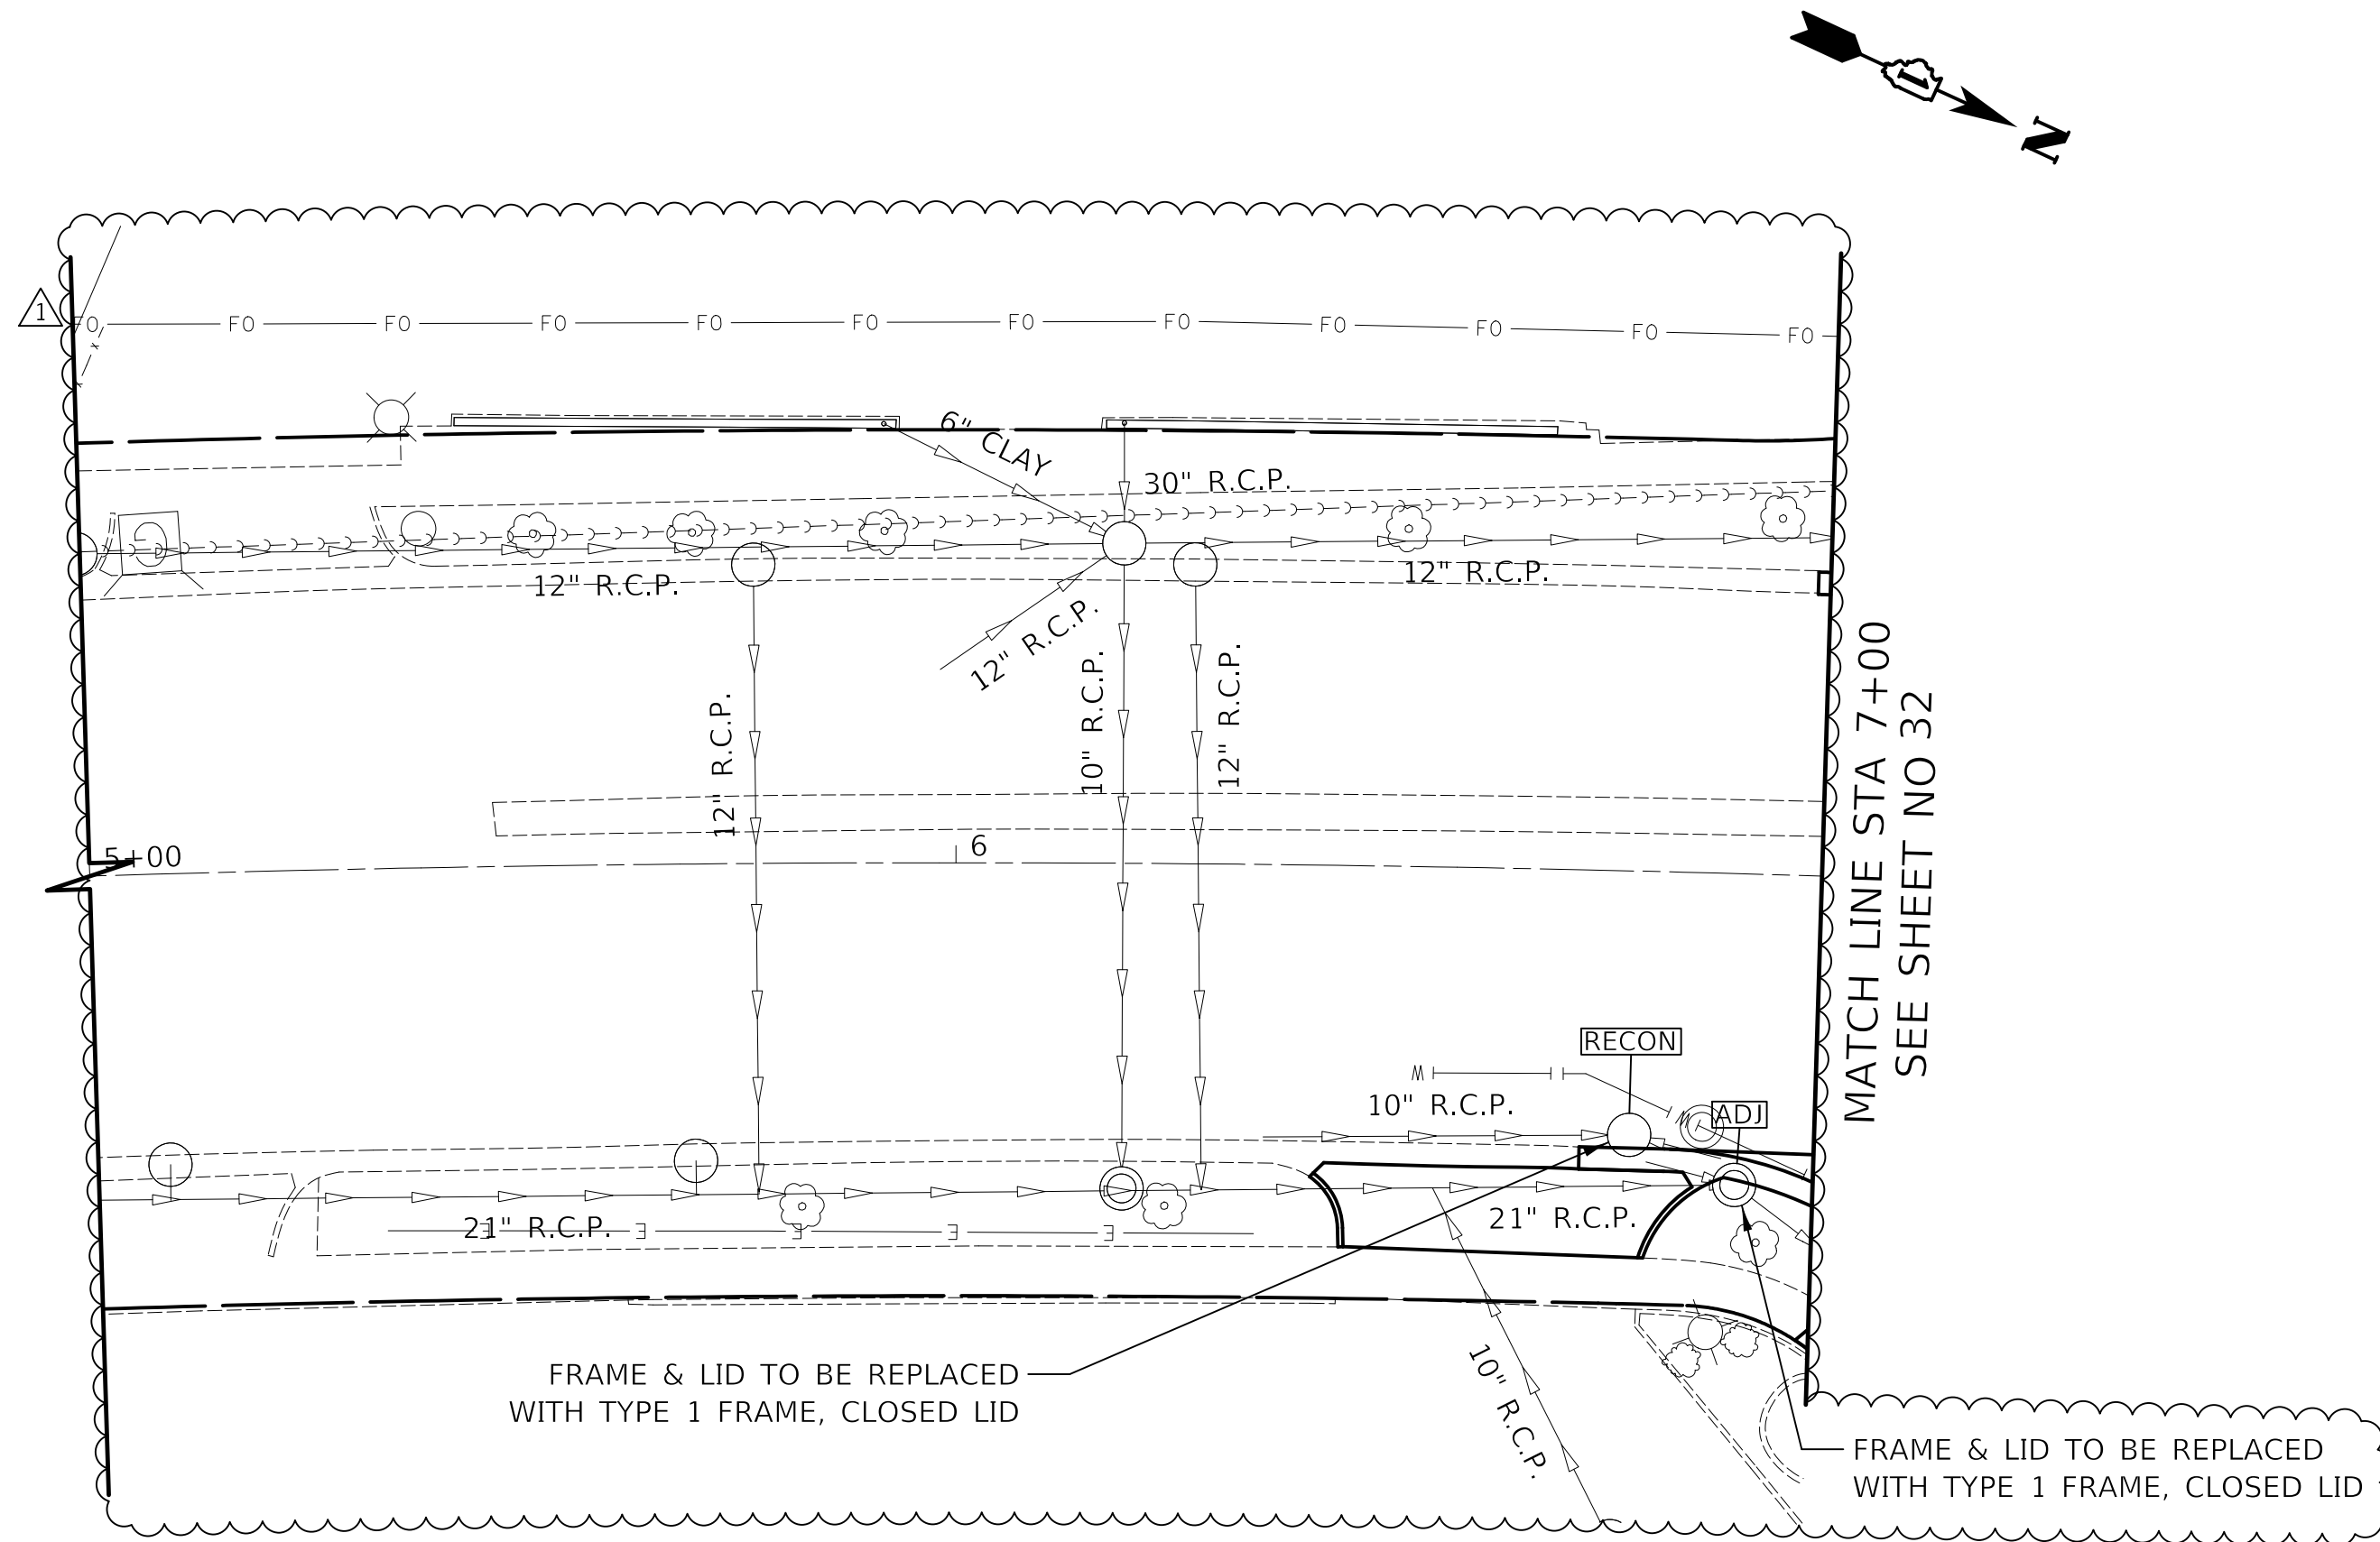 N
1
FO FO FO FO FO FO FO FO FO FO FO FO
6" CLAY
30" R.C.P.
12" R.C.P.
12" R.C.P.
12" R.C.P.
12" R.C.P.
10" R.C.P.
12" R.C.P.
5+00
6
MATCH LINE STA 7+00
SEE SHEET NO 32
RECON
W
10" R.C.P.
W
ADJ
21" R.C.P.
E E E E E
21" R.C.P.
10" R.C.P.
FRAME & LID TO BE REPLACED
WITH TYPE 1 FRAME, CLOSED LID
FRAME & LID TO BE REPLACED
WITH TYPE 1 FRAME, CLOSED LID